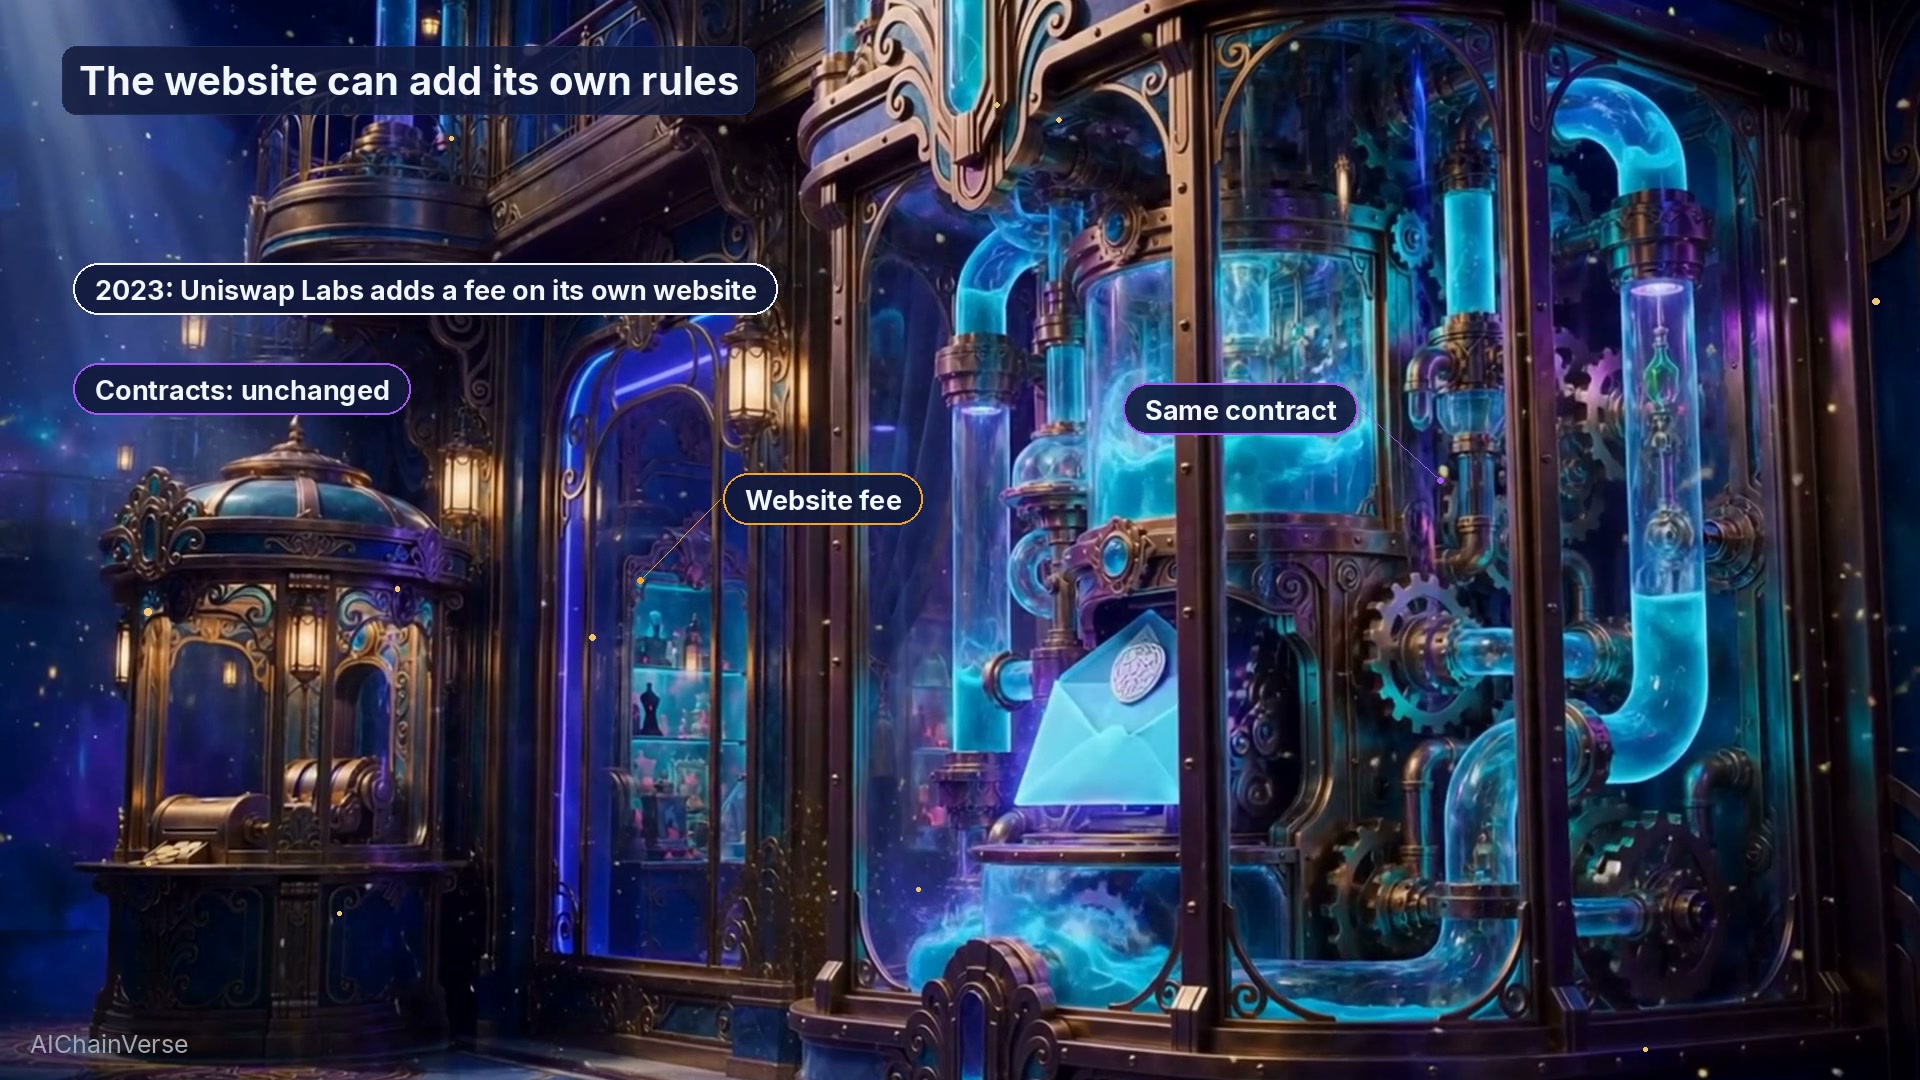 The website can add its own rules
2023: Uniswap Labs adds a fee on its own website
Contracts: unchanged
Same contract
Website fee
AIChainVerse